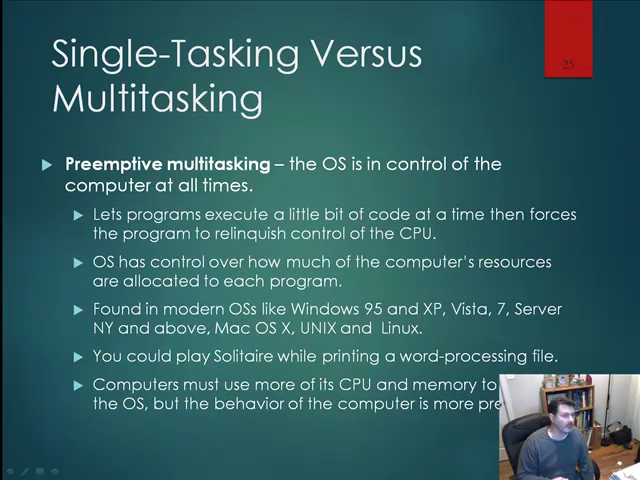 Single-Tasking Versus
Multitasking
25
Preemptive multitasking – the OS is in control of the
computer at all times.
Lets programs execute a little bit of code at a time then forces
the program to relinquish control of the CPU.
OS has control over how much of the computer's resources
are allocated to each program.
Found in modern OSs like Windows 95 and XP, Vista, 7, Server
NY and above, Mac OS X, UNIX and Linux.
You could play Solitaire while printing a word-processing file.
Computers must use more of its CPU and memory to
the OS, but the behavior of the computer is more pre